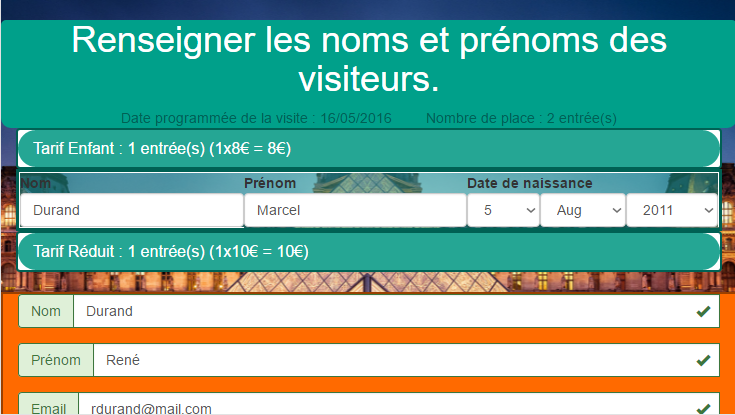 Renseigner les noms et prénoms des
visiteurs.
Date programmée de la visite : 16/05/2016 Nombre de place : 2 entrée(s)
Tarif Enfant : 1 entrée(s) (1x8€ = 8€)
Nom Prénom Date de naissance
Durand Marcel 5 Aug 2011
Tarif Réduit : 1 entrée(s) (1x10€ = 10€)
Nom Durand
Prénom René
Email rdurand@mail.com